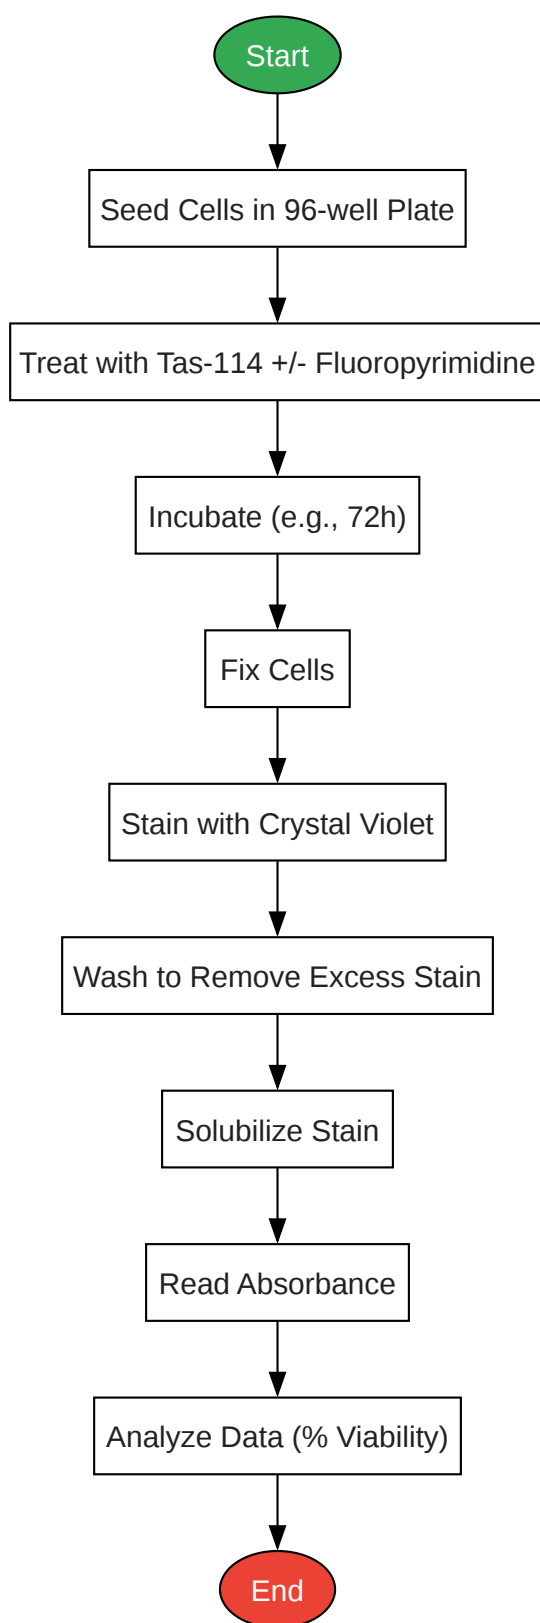 Start
Seed Cells in 96-well Plate
Treat with Tas-114 +/- Fluoropyrimidine
Incubate (e.g., 72h)
Fix Cells
Stain with Crystal Violet
Wash to Remove Excess Stain
Solubilize Stain
Read Absorbance
Analyze Data (% Viability)
End